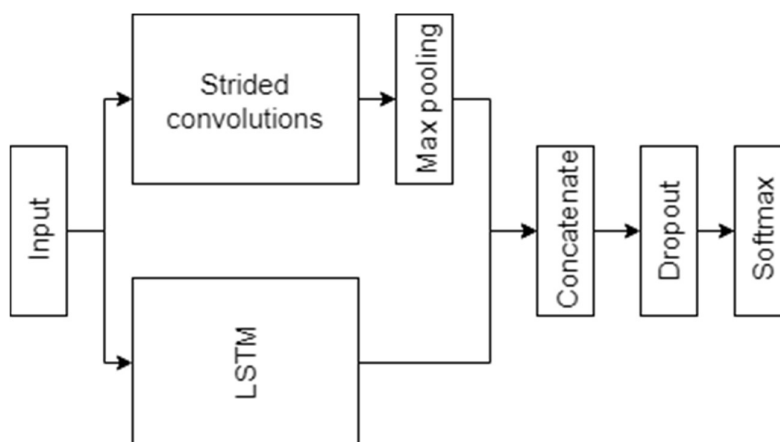 Input
Strided
convolutions
Max pooling
LSTM
Concatenate
Dropout
Softmax